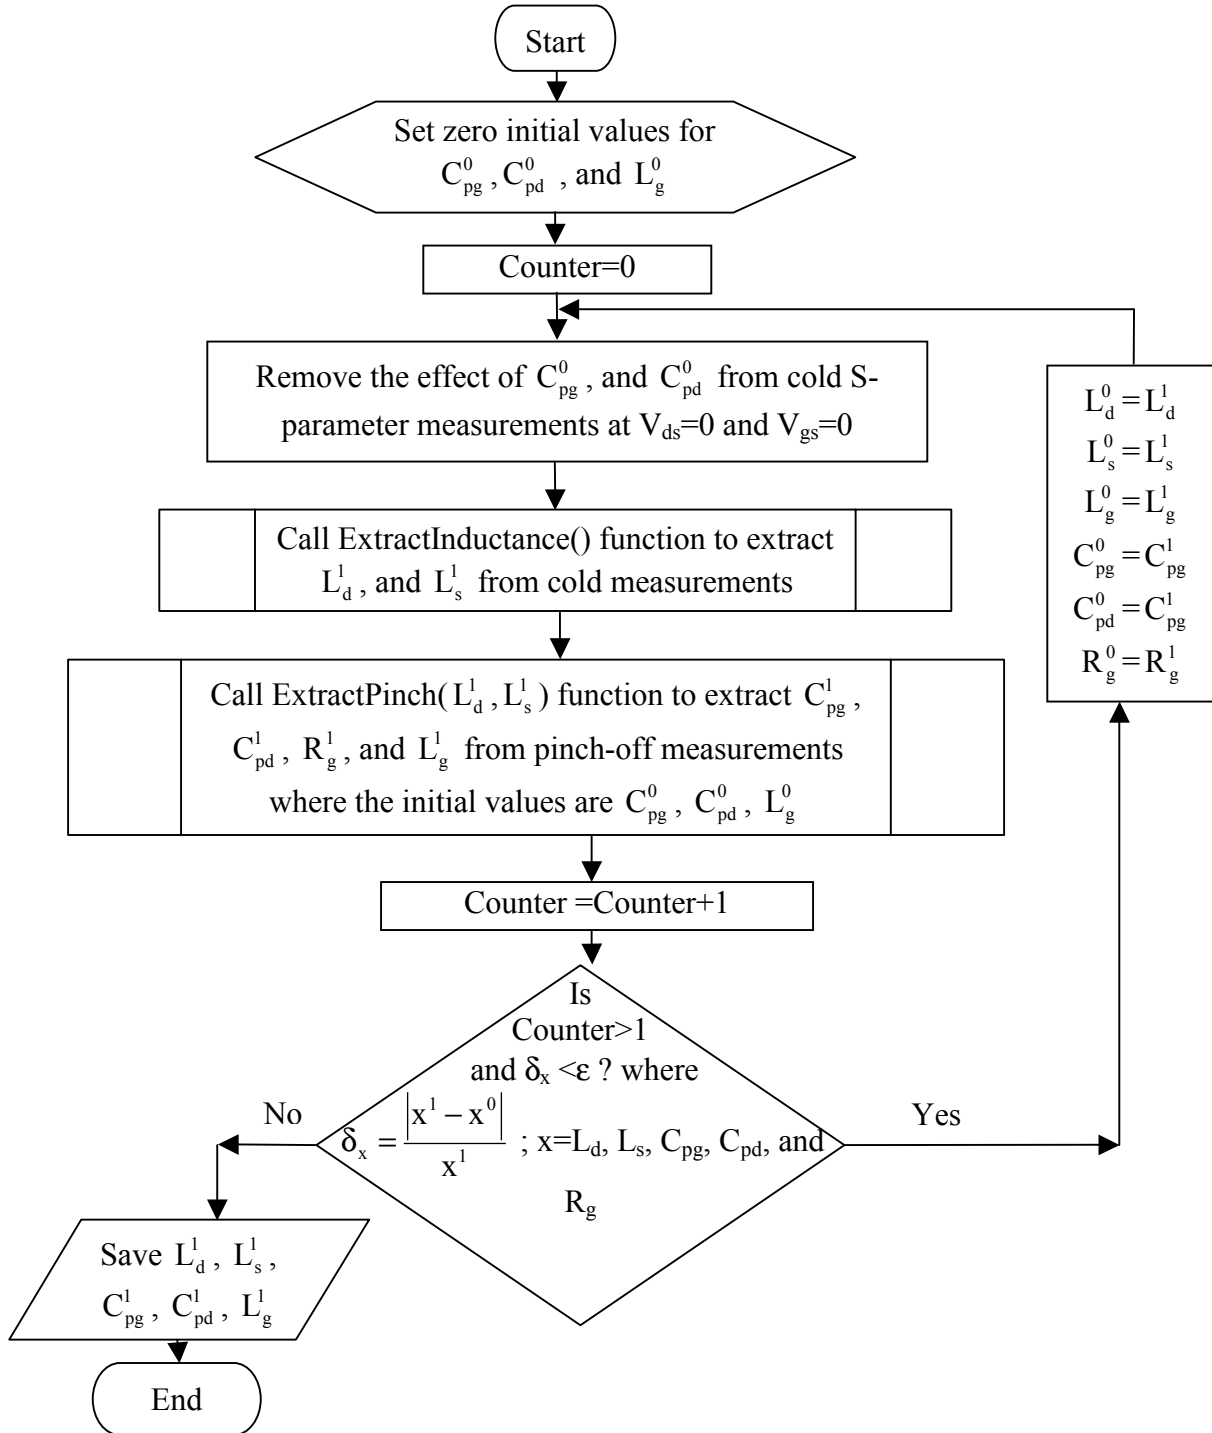 Start
Set zero initial values for
C⁰pg , C⁰pd , and L⁰g
Counter=0
Remove the effect of C⁰pg , and C⁰pd from cold S-
parameter measurements at Vds=0 and Vgs=0
Call ExtractInductance() function to extract
L¹d , and L¹s from cold measurements
Call ExtractPinch( L¹d , L¹s ) function to extract C¹pg ,
C¹pd , R¹g , and L¹g from pinch-off measurements
where the initial values are C⁰pg , C⁰pd , L⁰g
Counter =Counter+1
Is
Counter>1
and δx <ε ? where
δx = |x¹ − x⁰| / x¹ ; x=Ld, Ls, Cpg, Cpd, and
Rg
No
Yes
L⁰d = L¹d
L⁰s = L¹s
L⁰g = L¹g
C⁰pg = C¹pg
C⁰pd = C¹pg
R⁰g = R¹g
Save L¹d , L¹s ,
C¹pg , C¹pd , L¹g
End